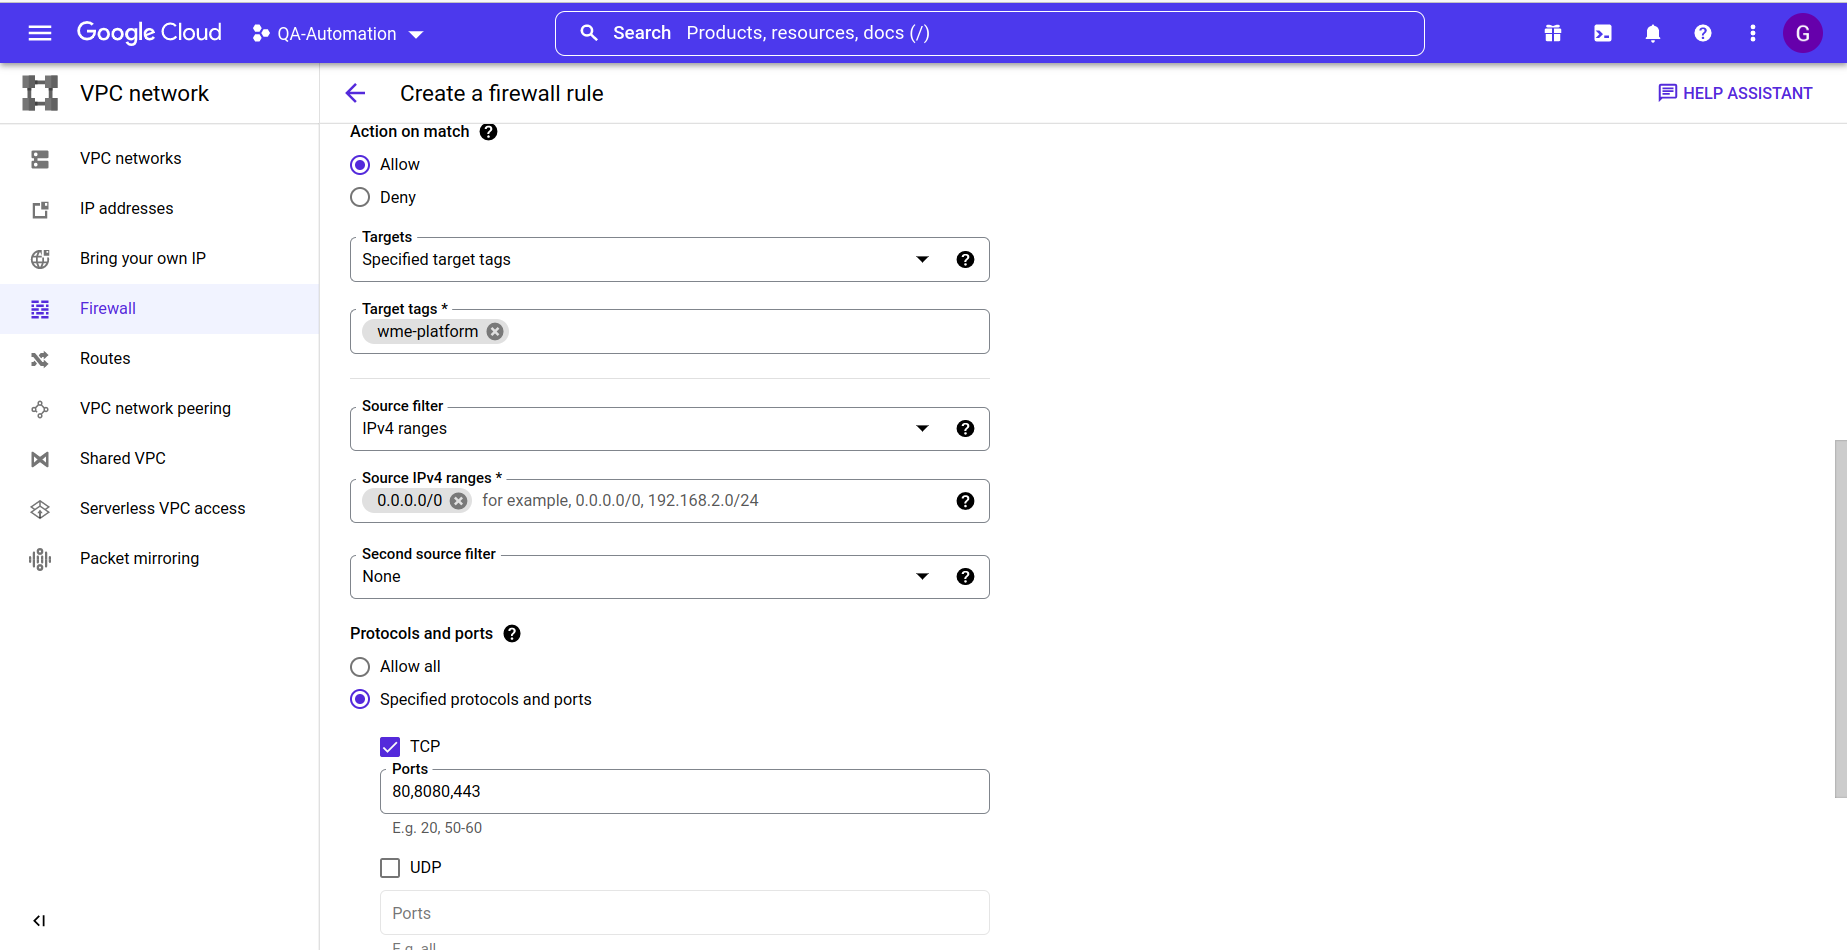 Google Cloud
QA-Automation
Search Products, resources, docs (/)
G
VPC network
Create a firewall rule
HELP ASSISTANT
VPC networks
IP addresses
Bring your own IP
Firewall
Routes
VPC network peering
Shared VPC
Serverless VPC access
Packet mirroring
Action on match
Allow
Deny
Targets
Specified target tags
Target tags *
wme-platform
Source filter
IPv4 ranges
Source IPv4 ranges *
0.0.0.0/0 for example, 0.0.0.0/0, 192.168.2.0/24
Second source filter
None
Protocols and ports
Allow all
Specified protocols and ports
TCP
Ports
80,8080,443
E.g. 20, 50-60
UDP
Ports
E.g. all